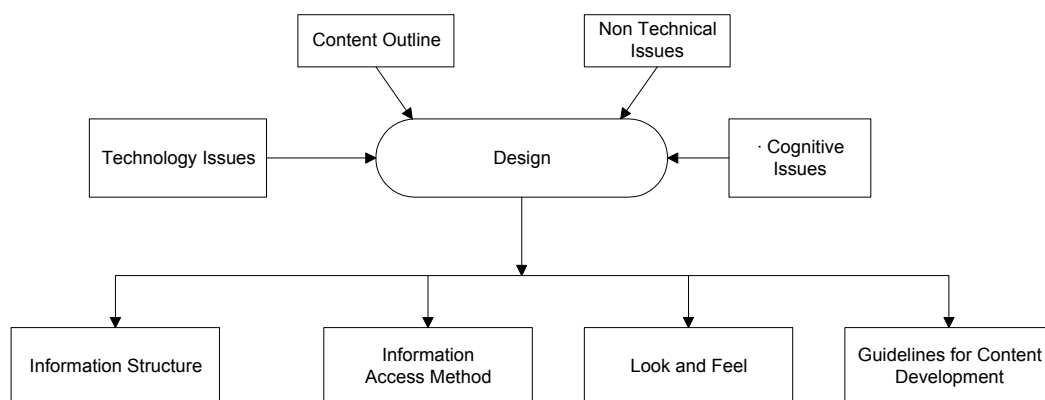 Content Outline
Non Technical
Issues
Technology Issues
Design
· Cognitive
Issues
Information Structure
Information
Access Method
Look and Feel
Guidelines for Content
Development